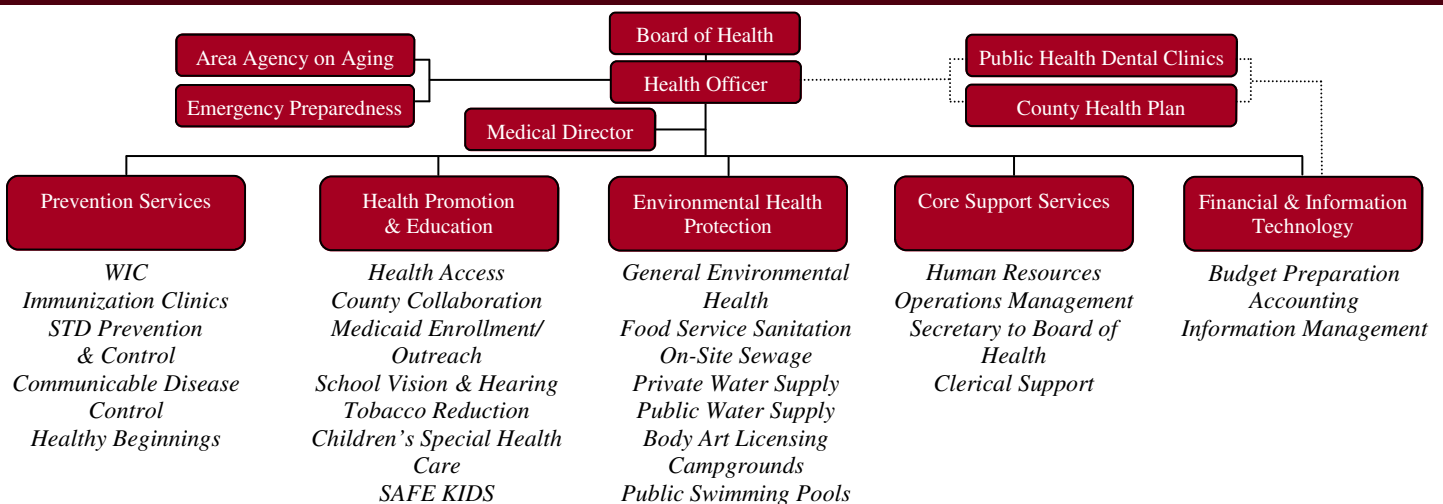 Board of Health
Area Agency on Aging
Public Health Dental Clinics
Health Officer
Emergency Preparedness
County Health Plan
Medical Director
Prevention Services
Health Promotion
& Education
Environmental Health
Protection
Core Support Services
Financial & Information
Technology
WIC
Immunization Clinics
STD Prevention
& Control
Communicable Disease
Control
Healthy Beginnings
Health Access
County Collaboration
Medicaid Enrollment/
Outreach
School Vision & Hearing
Tobacco Reduction
Children's Special Health
Care
SAFE KIDS
General Environmental
Health
Food Service Sanitation
On-Site Sewage
Private Water Supply
Public Water Supply
Body Art Licensing
Campgrounds
Public Swimming Pools
Human Resources
Operations Management
Secretary to Board of
Health
Clerical Support
Budget Preparation
Accounting
Information Management